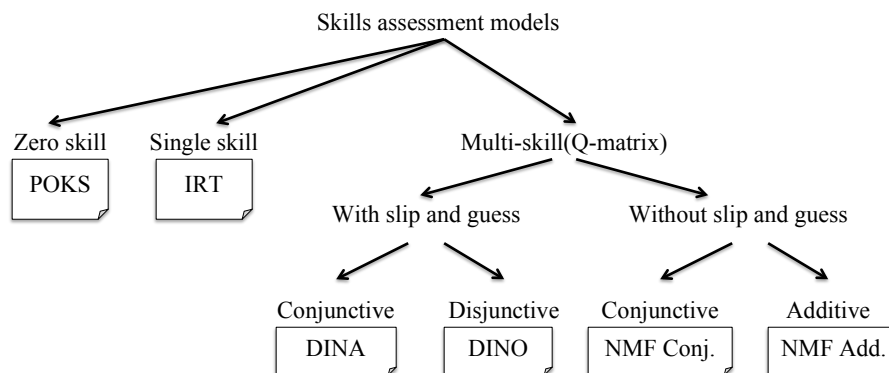 Skills assessment models
Zero skill
Single skill
Multi-skill(Q-matrix)
POKS
IRT
With slip and guess
Without slip and guess
Conjunctive
Disjunctive
Conjunctive
Additive
DINA
DINO
NMF Conj.
NMF Add.